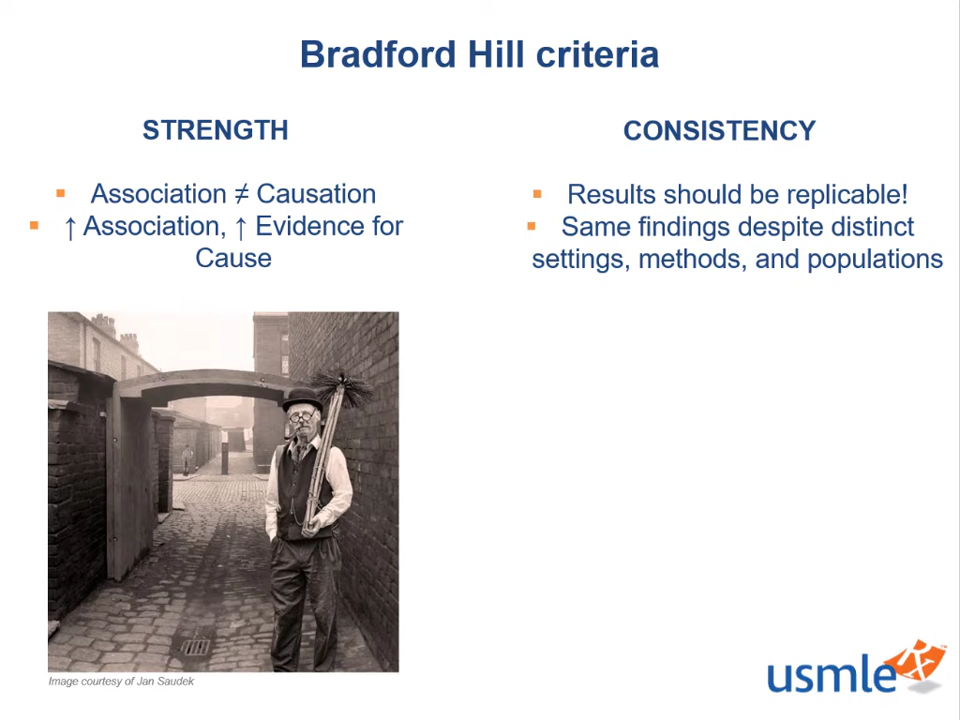 Bradford Hill criteria
STRENGTH
▪ Association ≠ Causation
▪ ↑ Association, ↑ Evidence for
Cause
CONSISTENCY
▪ Results should be replicable!
▪ Same findings despite distinct
settings, methods, and populations
Image courtesy of Jan Saudek
usmle Rx